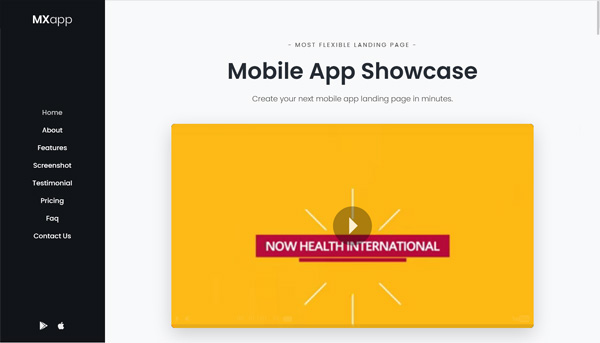 MXapp
Home
About
Features
Screenshot
Testimonial
Pricing
Faq
Contact Us
- MOST FLEXIBLE LANDING PAGE -
Mobile App Showcase
Create your next mobile app landing page in minutes.
NOW HEALTH INTERNATIONAL